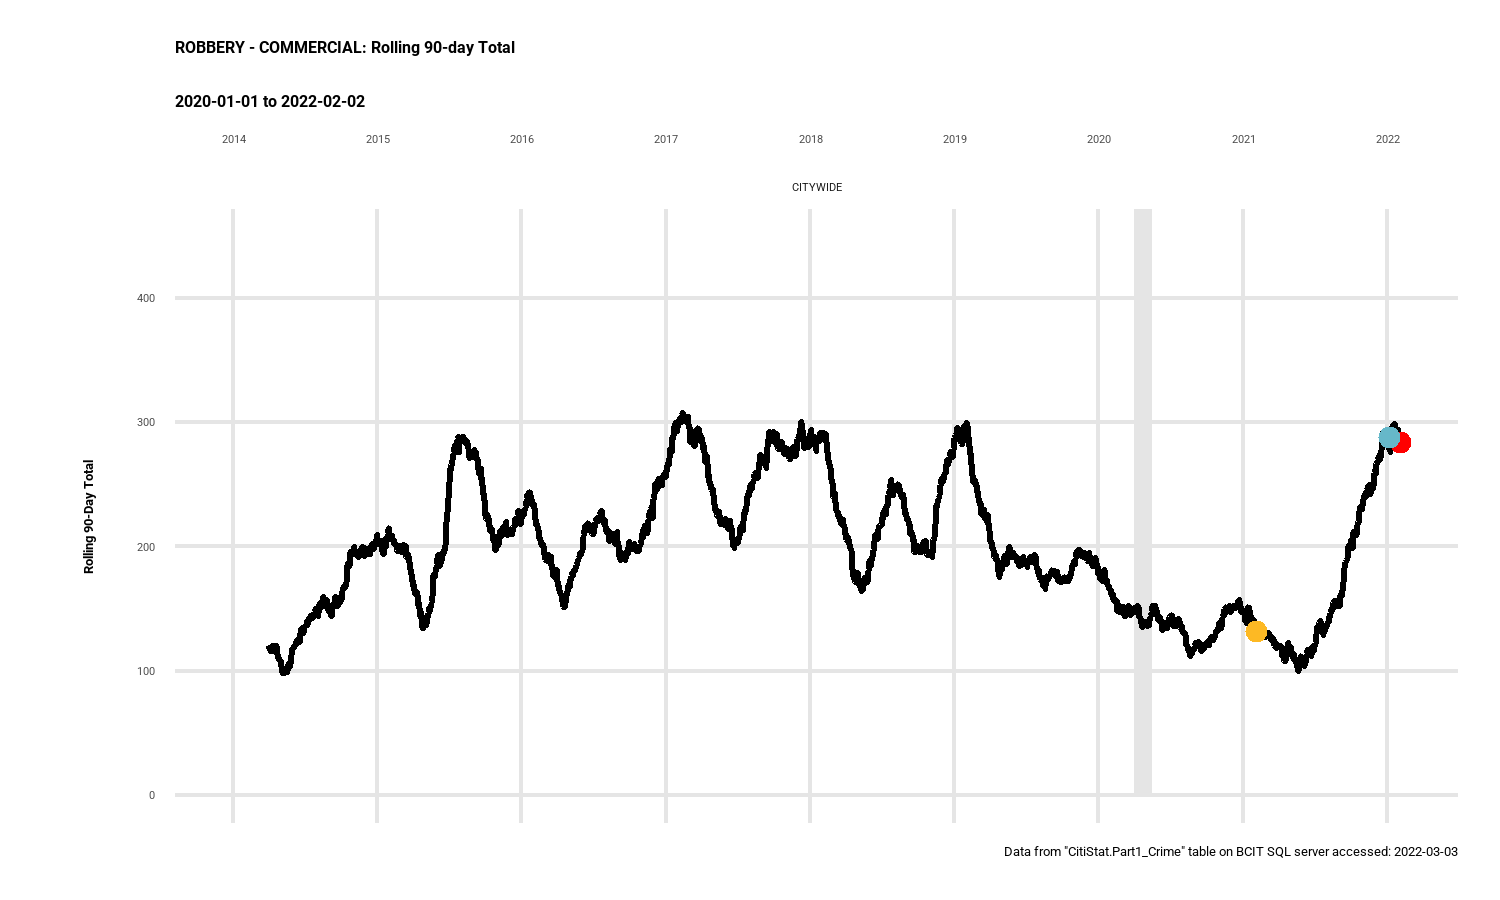 ROBBERY - COMMERCIAL: Rolling 90-day Total
2020-01-01 to 2022-02-02
2014 2015 2016 2017 2018 2019 2020 2021 2022
CITYWIDE
400
300
200
100
0
Rolling 90-Day Total
Data from "CitiStat.Part1_Crime" table on BCIT SQL server accessed: 2022-03-03